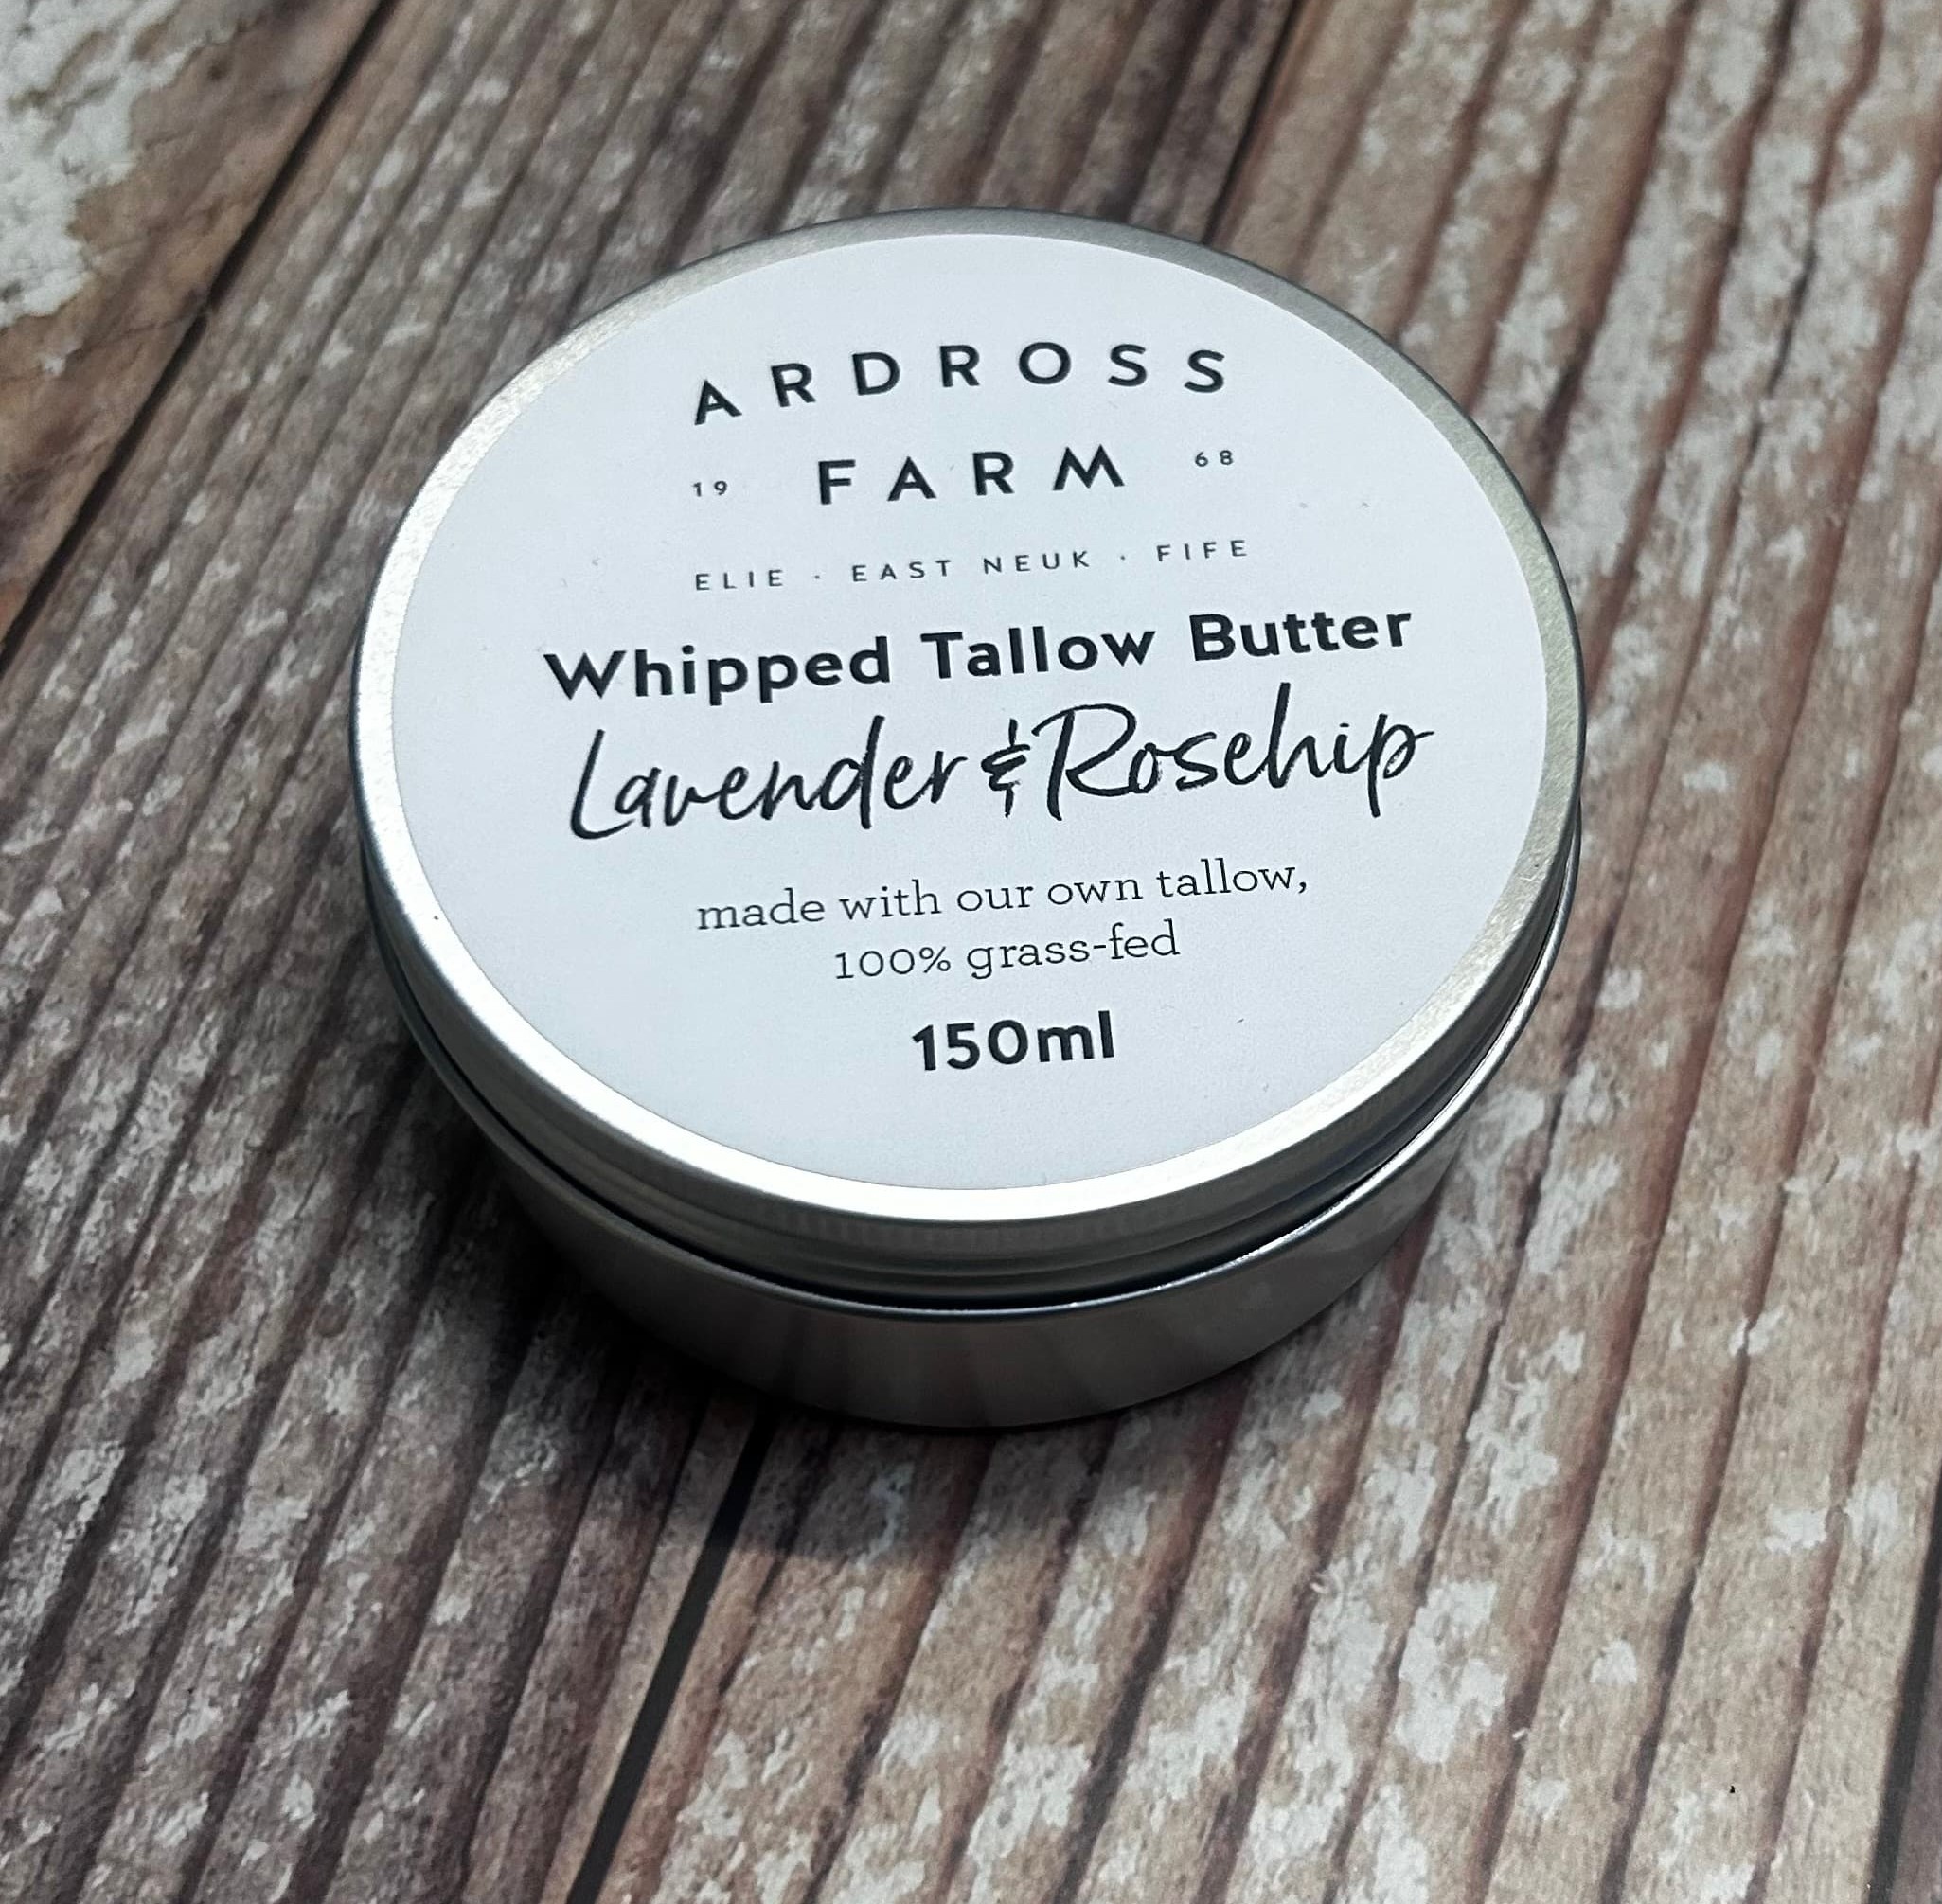 ARDROSS
19 FARM 68
ELIE · EAST NEUK · FIFE
Whipped Tallow Butter
Lavender & Rosehip
made with our own tallow,
100% grass-fed
150ml